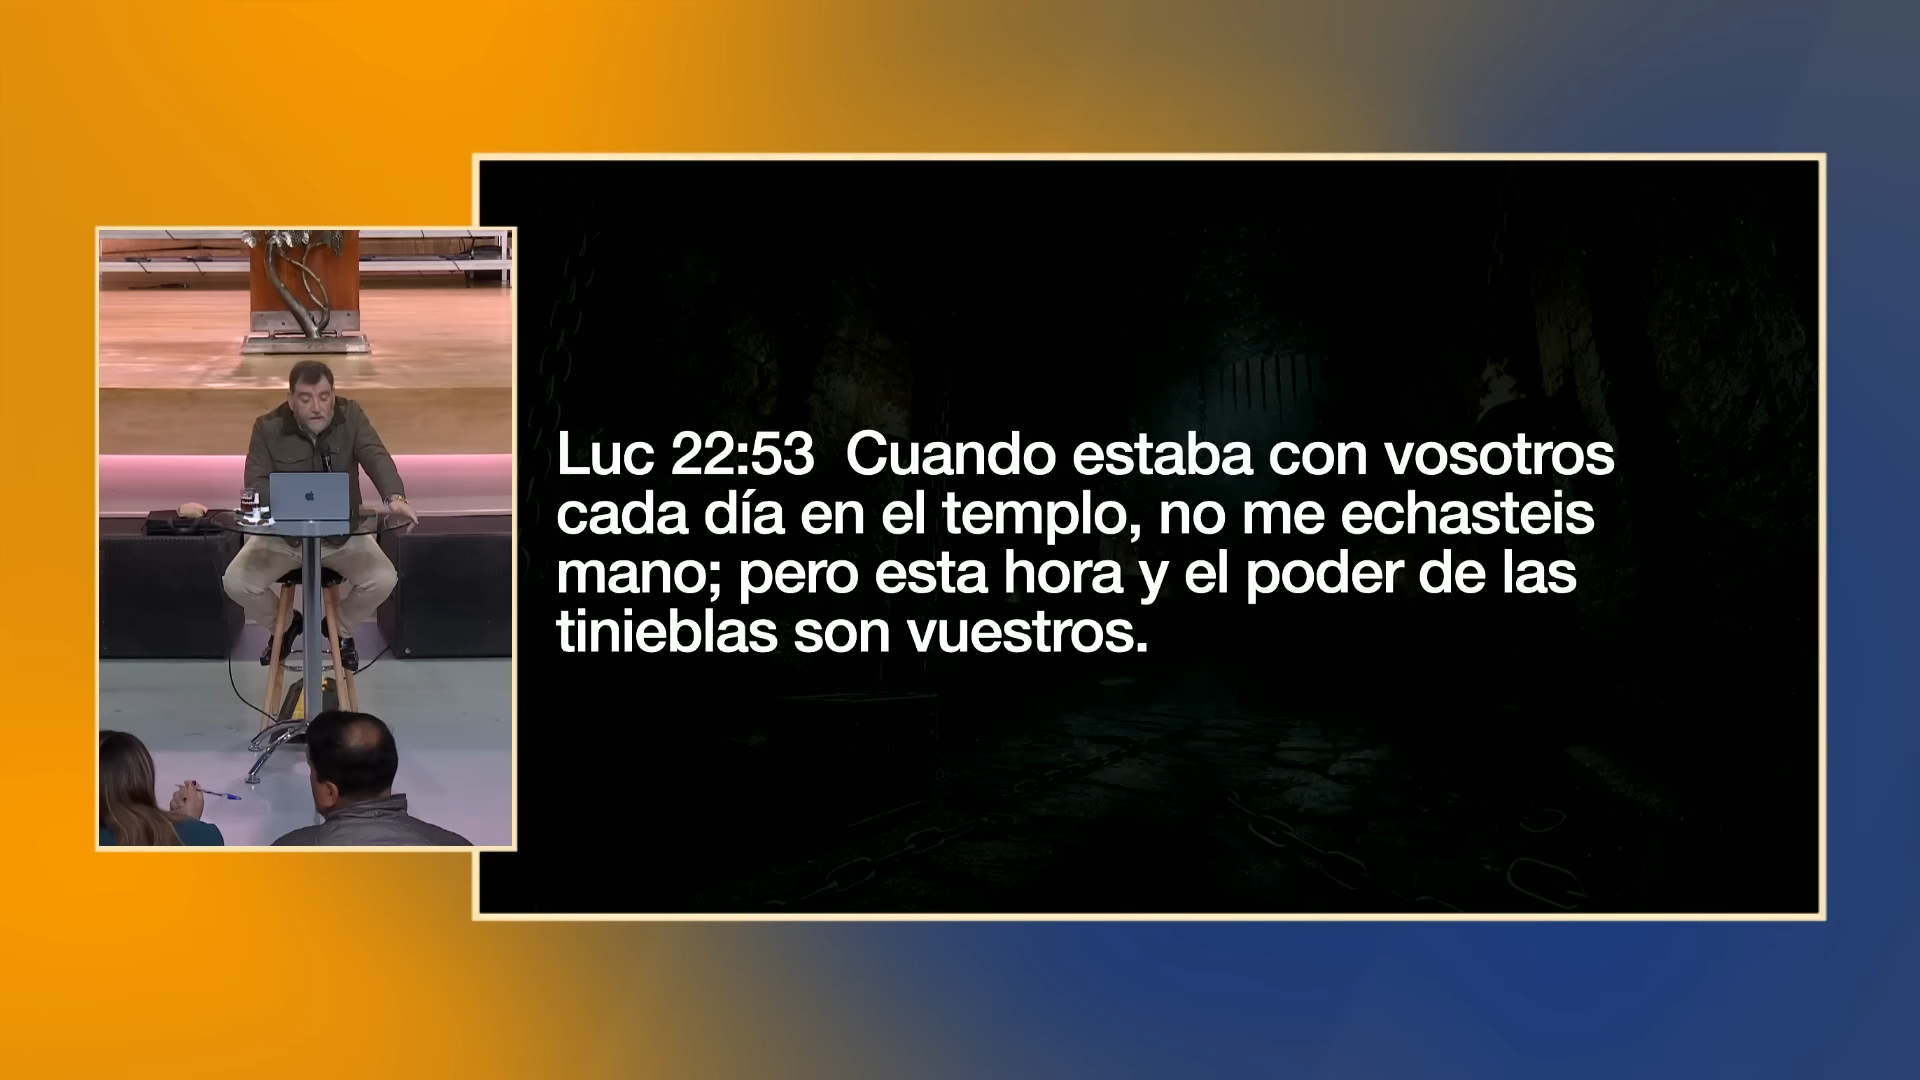 Luc 22:53  Cuando estaba con vosotros
cada día en el templo, no me echasteis
mano; pero esta hora y el poder de las
tinieblas son vuestros.